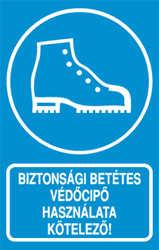 BIZTONSÁGI BETÉTES
VÉDŐCIPŐ
HASZNÁLATA
KÖTELEZŐ!